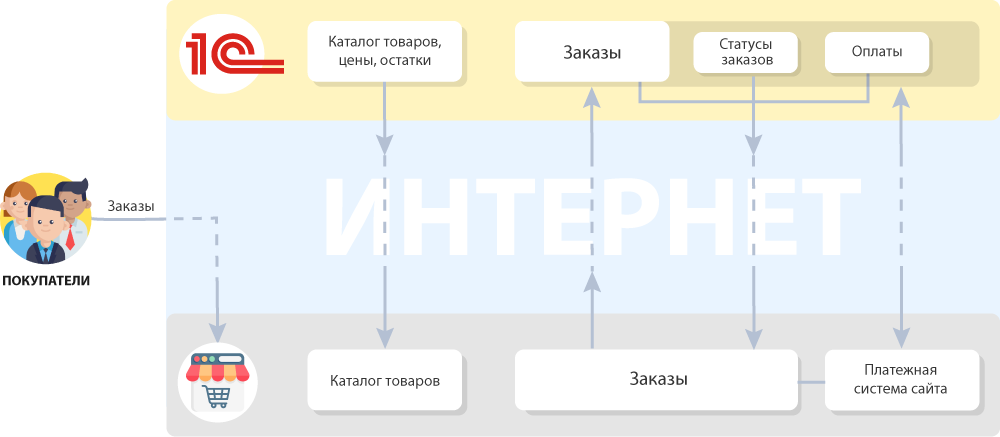 1С
Каталог товаров,
цены, остатки
Заказы
Статусы
заказов
Оплаты
Заказы
ИНТЕРНЕТ
ПОКУПАТЕЛИ
Каталог товаров
Заказы
Платежная
система сайта